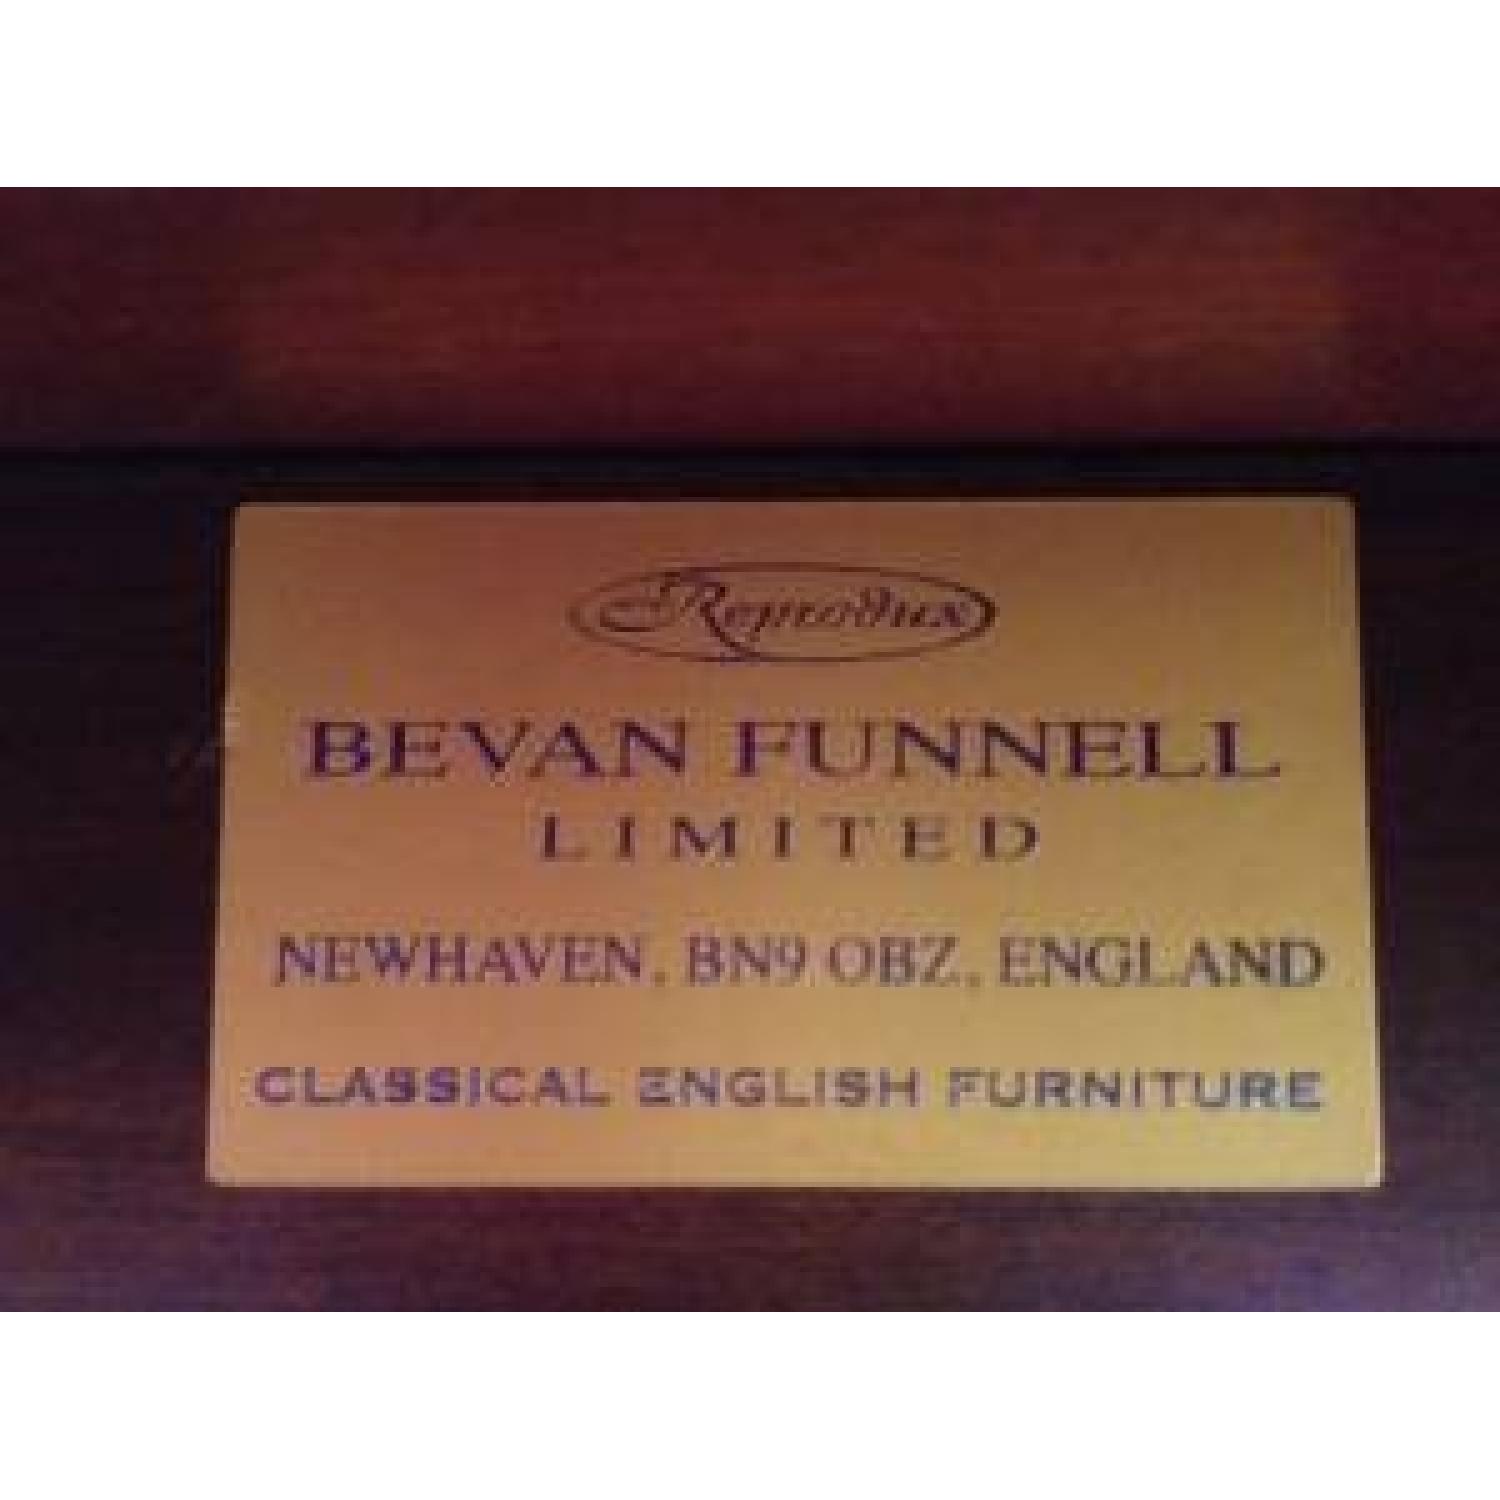 Reprodux
BEVAN FUNNELL
LIMITED
NEWHAVEN, BN9 OBZ, ENGLAND
CLASSICAL ENGLISH FURNITURE